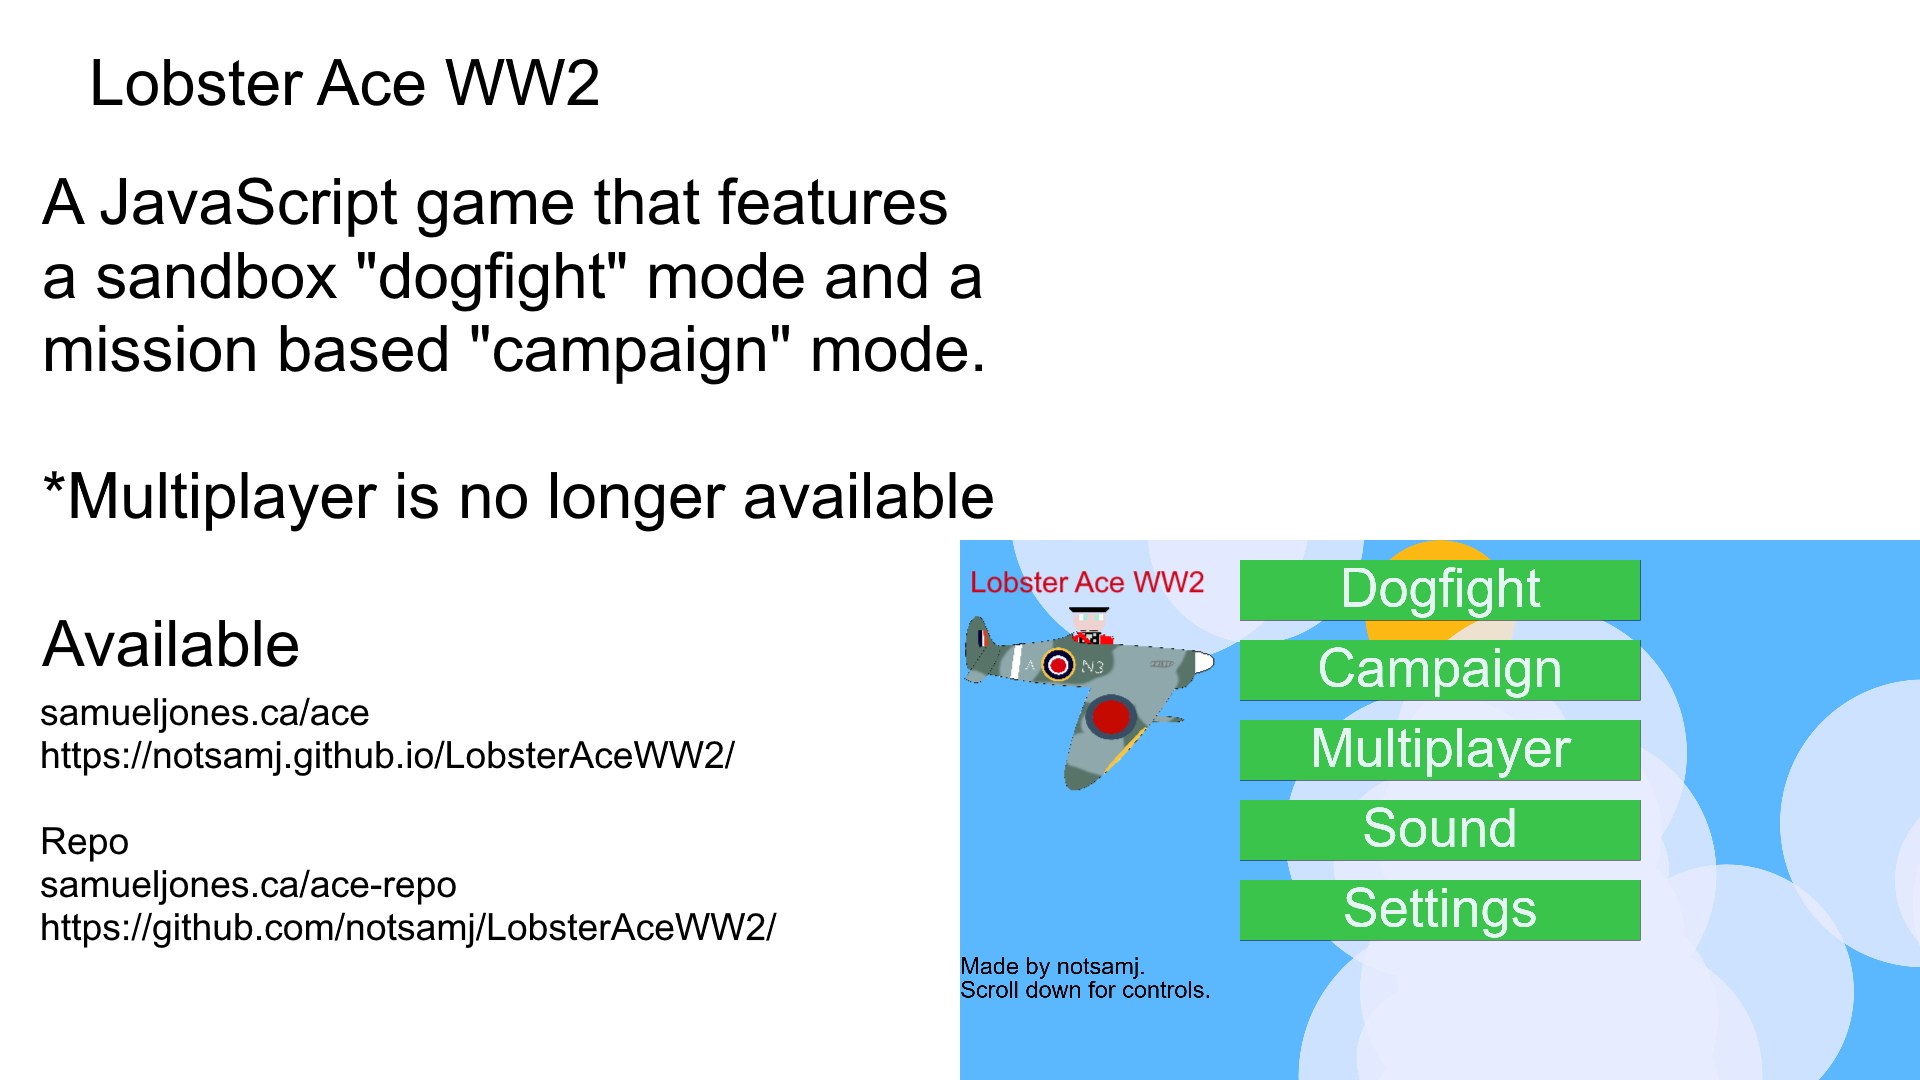 Lobster Ace WW2
A JavaScript game that features
a sandbox "dogfight" mode and a
mission based "campaign" mode.
*Multiplayer is no longer available
Available
samueljones.ca/ace
https://notsamj.github.io/LobsterAceWW2/
Repo
samueljones.ca/ace-repo
https://github.com/notsamj/LobsterAceWW2/
Lobster Ace WW2
A N3
Dogfight
Campaign
Multiplayer
Sound
Settings
Made by notsamj.
Scroll down for controls.